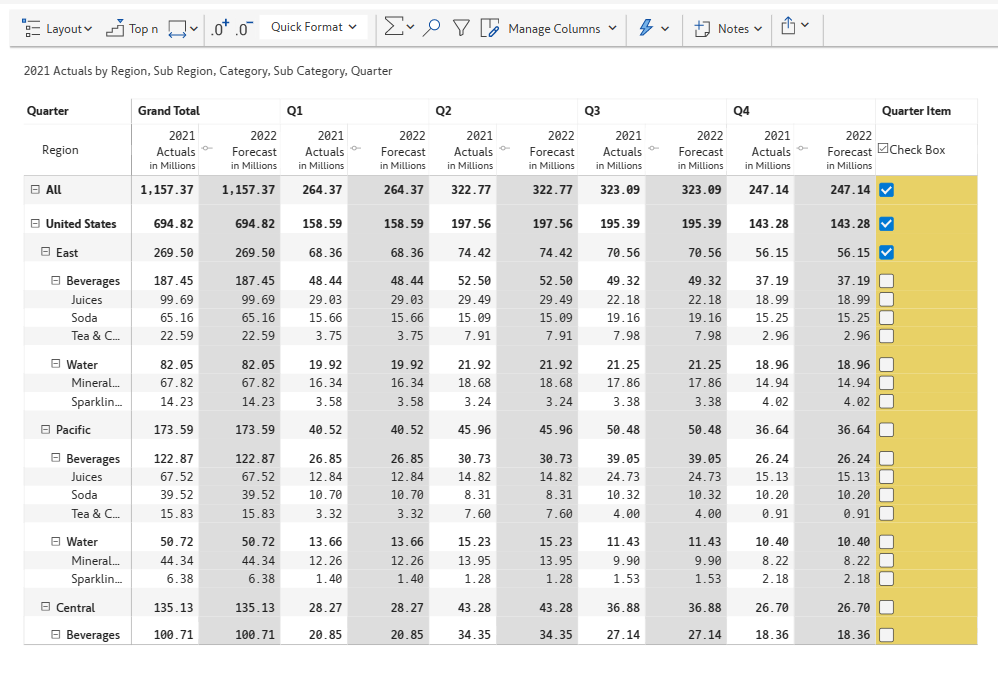 Layout Top n .0+ .0- Quick Format Manage Columns Notes
2021 Actuals by Region, Sub Region, Category, Sub Category, Quarter
Quarter Grand Total Q1 Q2 Q3 Q4 Quarter Item
2021 2022 2021 2022 2021 2022 2021 2022 2021 2022
Region Actuals Forecast Actuals Forecast Actuals Forecast Actuals Forecast Actuals Forecast Check Box
in Millions in Millions in Millions in Millions in Millions in Millions in Millions in Millions in Millions in Millions
All 1,157.37 1,157.37 264.37 264.37 322.77 322.77 323.09 323.09 247.14 247.14
United States 694.82 694.82 158.59 158.59 197.56 197.56 195.39 195.39 143.28 143.28
East 269.50 269.50 68.36 68.36 74.42 74.42 70.56 70.56 56.15 56.15
Beverages 187.45 187.45 48.44 48.44 52.50 52.50 49.32 49.32 37.19 37.19
Juices 99.69 99.69 29.03 29.03 29.49 29.49 22.18 22.18 18.99 18.99
Soda 65.16 65.16 15.66 15.66 15.09 15.09 19.16 19.16 15.25 15.25
Tea & C... 22.59 22.59 3.75 3.75 7.91 7.91 7.98 7.98 2.96 2.96
Water 82.05 82.05 19.92 19.92 21.92 21.92 21.25 21.25 18.96 18.96
Mineral... 67.82 67.82 16.34 16.34 18.68 18.68 17.86 17.86 14.94 14.94
Sparklin... 14.23 14.23 3.58 3.58 3.24 3.24 3.38 3.38 4.02 4.02
Pacific 173.59 173.59 40.52 40.52 45.96 45.96 50.48 50.48 36.64 36.64
Beverages 122.87 122.87 26.85 26.85 30.73 30.73 39.05 39.05 26.24 26.24
Juices 67.52 67.52 12.84 12.84 14.82 14.82 24.73 24.73 15.13 15.13
Soda 39.52 39.52 10.70 10.70 8.31 8.31 10.32 10.32 10.20 10.20
Tea & C... 15.83 15.83 3.32 3.32 7.60 7.60 4.00 4.00 0.91 0.91
Water 50.72 50.72 13.66 13.66 15.23 15.23 11.43 11.43 10.40 10.40
Mineral... 44.34 44.34 12.26 12.26 13.95 13.95 9.90 9.90 8.22 8.22
Sparklin... 6.38 6.38 1.40 1.40 1.28 1.28 1.53 1.53 2.18 2.18
Central 135.13 135.13 28.27 28.27 43.28 43.28 36.88 36.88 26.70 26.70
Beverages 100.71 100.71 20.85 20.85 34.35 34.35 27.14 27.14 18.36 18.36